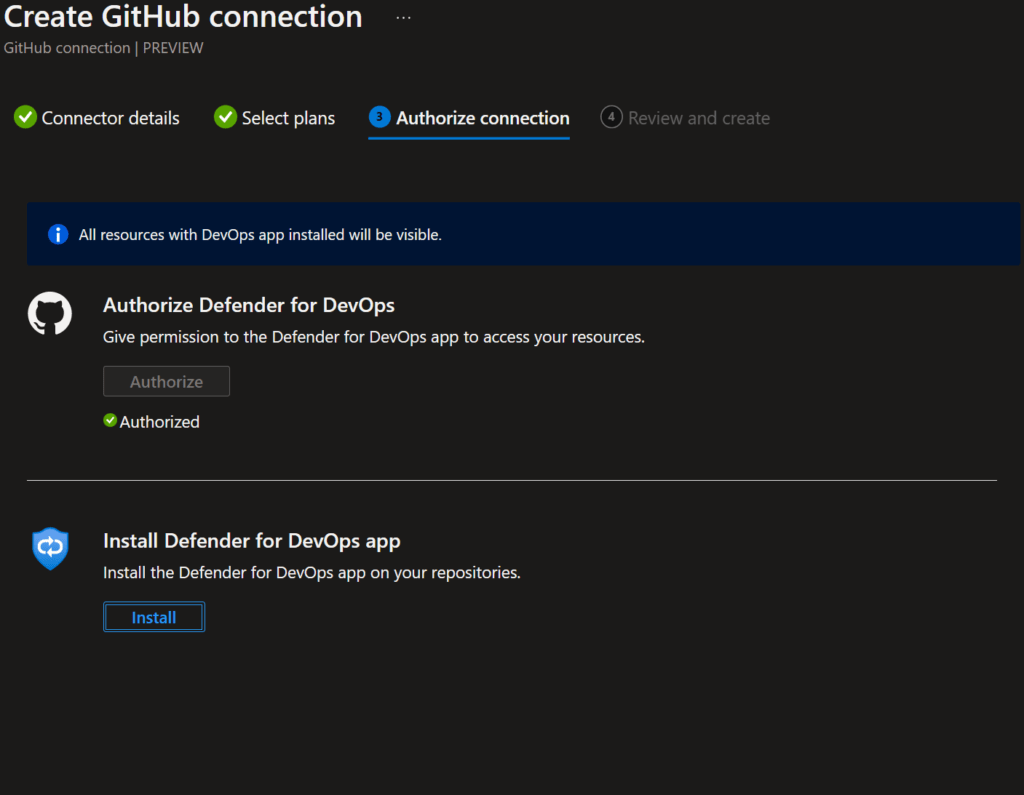 Create GitHub connection ...
GitHub connection | PREVIEW
Connector details Select plans 3 Authorize connection 4 Review and create
All resources with DevOps app installed will be visible.
Authorize Defender for DevOps
Give permission to the Defender for DevOps app to access your resources.
Authorize
Authorized
Install Defender for DevOps app
Install the Defender for DevOps app on your repositories.
Install